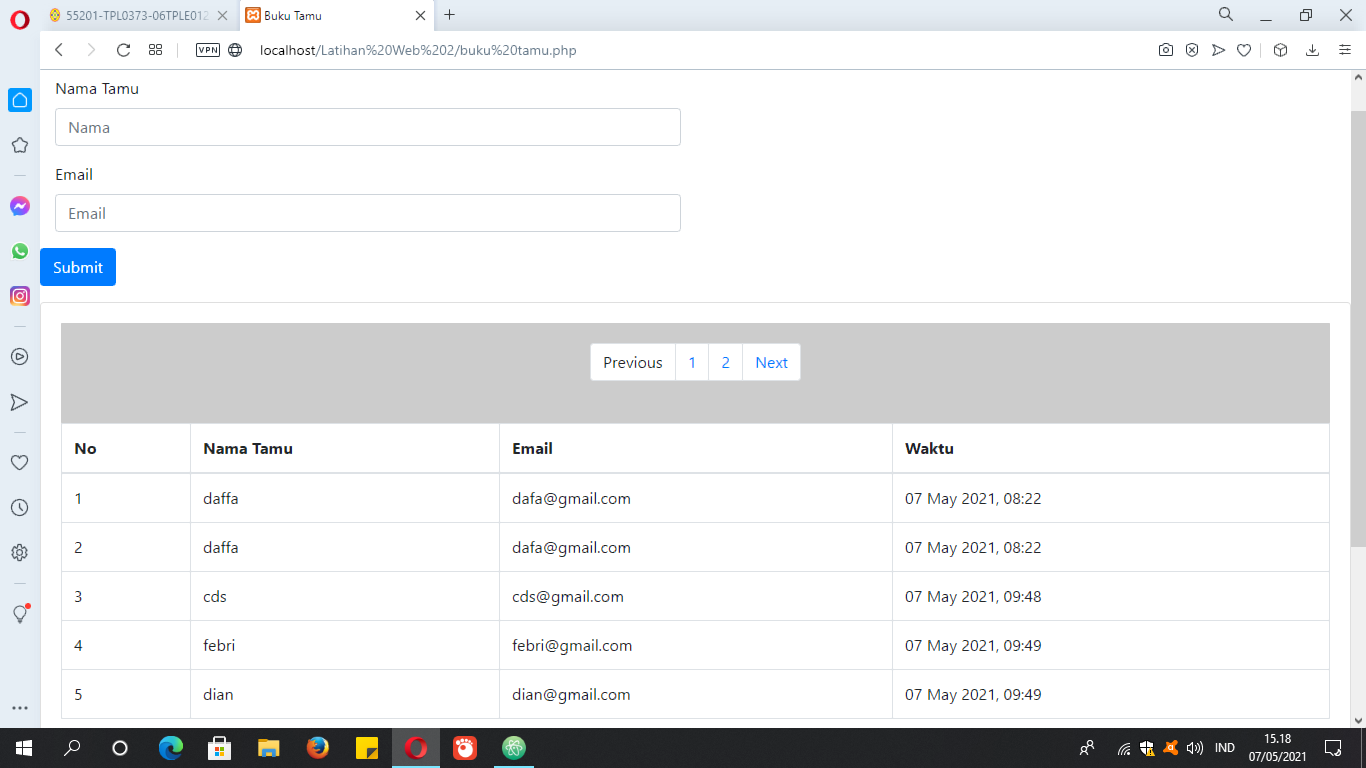 55201-TPL0373-06TPLE012
Buku Tamu
VPN
localhost/Latihan%20Web%202/buku%20tamu.php
Nama Tamu
Nama
Email
Email
Submit
Previous 1 2 Next
No Nama Tamu Email Waktu
1 daffa dafa@gmail.com 07 May 2021, 08:22
2 daffa dafa@gmail.com 07 May 2021, 08:22
3 cds cds@gmail.com 07 May 2021, 09:48
4 febri febri@gmail.com 07 May 2021, 09:49
5 dian dian@gmail.com 07 May 2021, 09:49
IND
15.18
07/05/2021